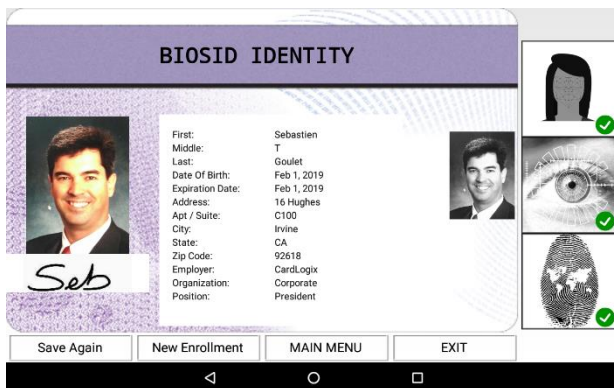 BIOSID IDENTITY
First: Sebastien
Middle: T
Last: Goulet
Date Of Birth: Feb 1, 2019
Expiration Date: Feb 1, 2019
Address: 16 Hughes
Apt / Suite: C100
City: Irvine
State: CA
Zip Code: 92618
Employer: CardLogix
Organization: Corporate
Position: President
Seb
Save Again New Enrollment MAIN MENU EXIT